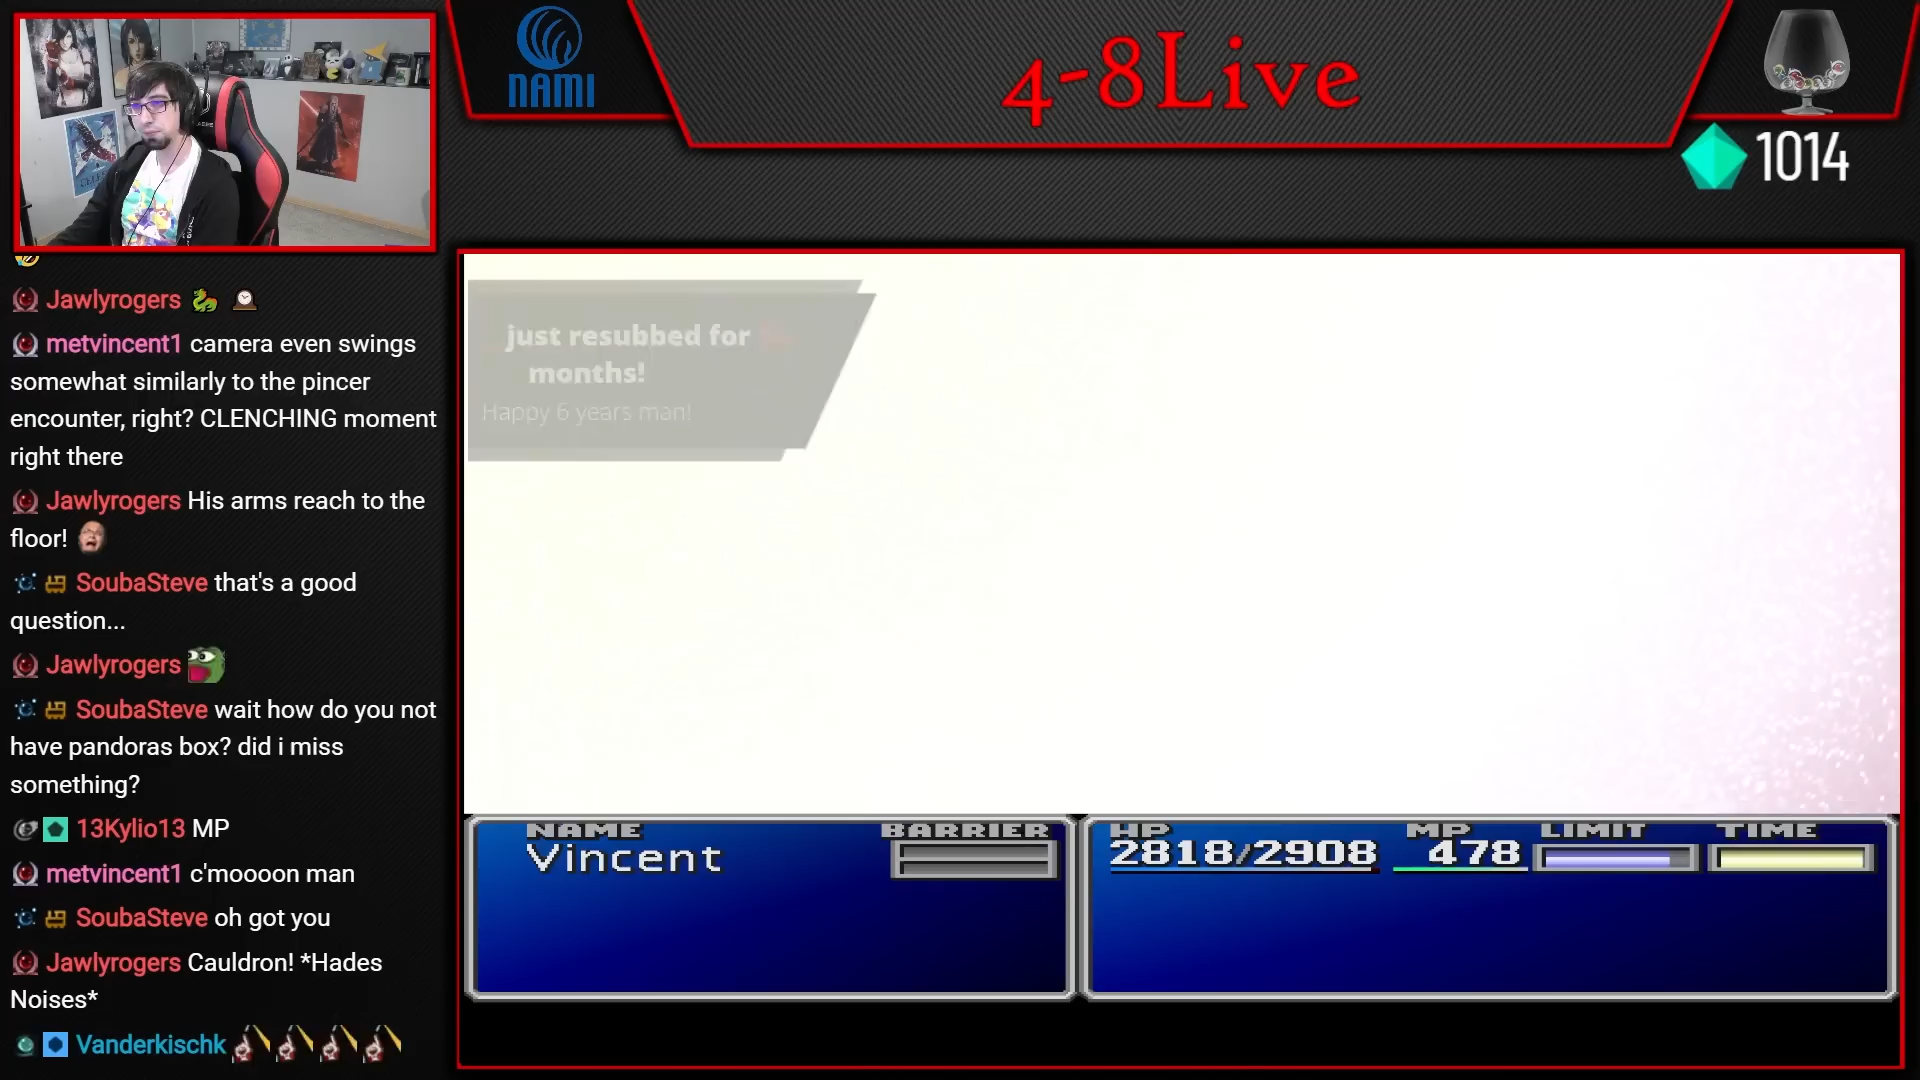 NAMI
4-8Live
1014
Jawlyrogers
metvincent1 camera even swings
somewhat similarly to the pincer
encounter, right? CLENCHING moment
right there
Jawlyrogers His arms reach to the
floor!
SoubaSteve that's a good
question...
Jawlyrogers
SoubaSteve wait how do you not
have pandoras box? did i miss
something?
13Kylio13 MP
metvincent1 c'moooon man
SoubaSteve oh got you
Jawlyrogers Cauldron! *Hades
Noises*
Vanderkischk
just resubbed for
months!
Happy 6 years man!
NAME BARRIER HP MP LIMIT TIME
Vincent 2818/2908 478